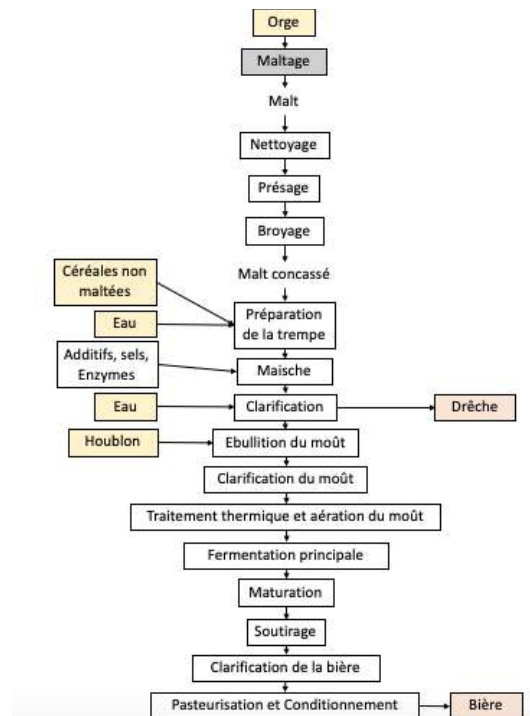 Orge
Maltage
Malt
Nettoyage
Présage
Broyage
Malt concassé
Céréales non
maltées
Eau
Préparation
de la trempe
Additifs, sels,
Enzymes
Maische
Eau
Clarification
Drêche
Houblon
Ebullition du moût
Clarification du moût
Traitement thermique et aération du moût
Fermentation principale
Maturation
Soutirage
Clarification de la bière
Pasteurisation et Conditionnement
Bière